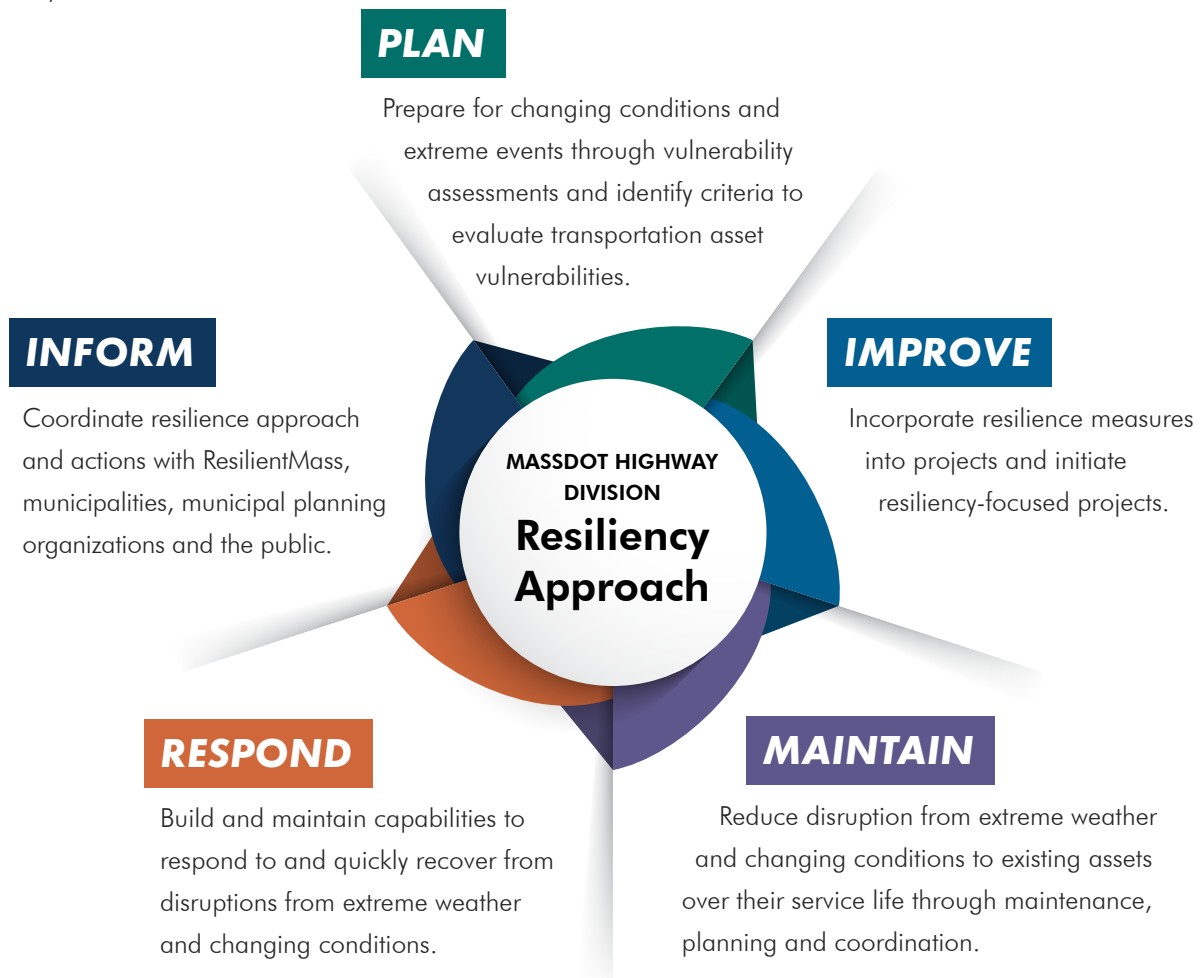 PLAN
Prepare for changing conditions and
extreme events through vulnerability
assessments and identify criteria to
evaluate transportation asset
vulnerabilities.
INFORM
Coordinate resilience approach
and actions with ResilientMass,
municipalities, municipal planning
organizations and the public.
IMPROVE
Incorporate resilience measures
into projects and initiate
resiliency-focused projects.
MASSDOT HIGHWAY
DIVISION
Resiliency
Approach
RESPOND
Build and maintain capabilities to
respond to and quickly recover from
disruptions from extreme weather
and changing conditions.
MAINTAIN
Reduce disruption from extreme weather
and changing conditions to existing assets
over their service life through maintenance,
planning and coordination.